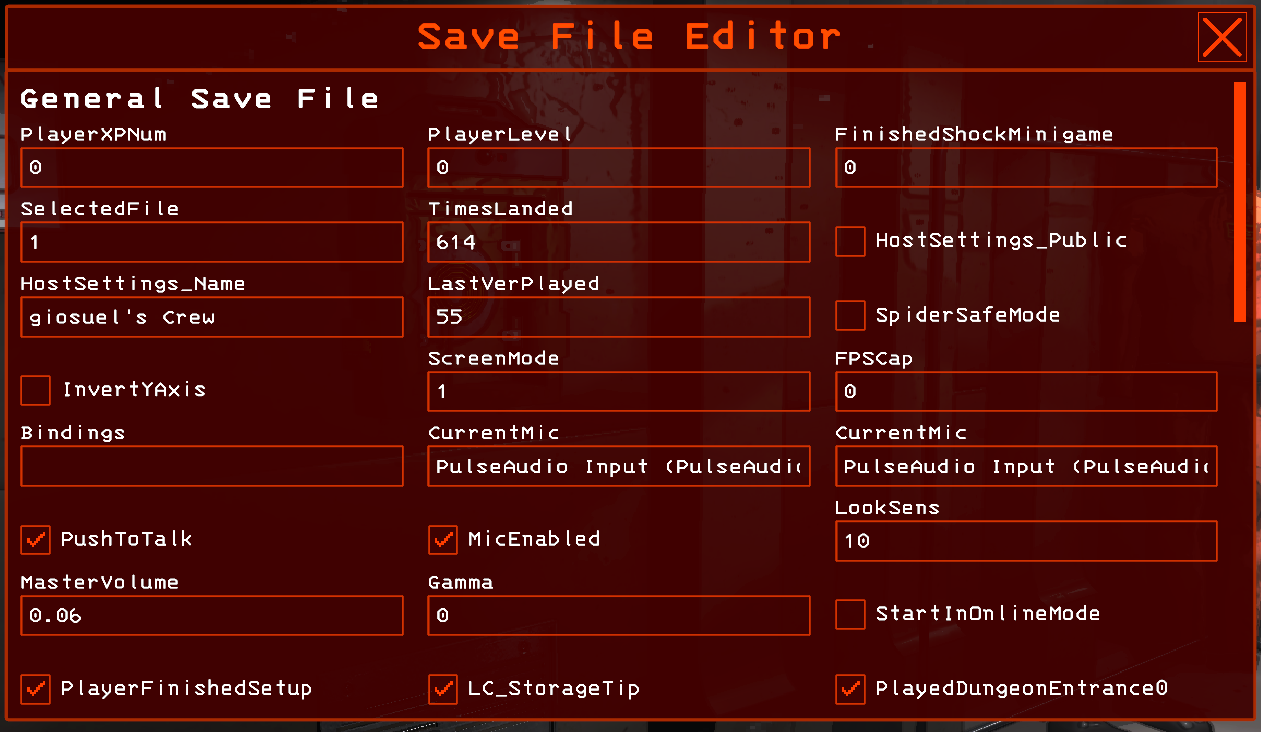 Save File Editor
General Save File
PlayerXPNum
PlayerLevel
FinishedShockMinigame
0
0
0
SelectedFile
TimesLanded
1
614
HostSettings_Public
HostSettings_Name
LastVerPlayed
giosuel's Crew
55
SpiderSafeMode
ScreenMode
FPSCap
InvertYAxis
1
0
Bindings
CurrentMic
CurrentMic
PulseAudio Input (PulseAudio
PulseAudio Input (PulseAudio
LookSens
PushToTalk
MicEnabled
10
MasterVolume
Gamma
0.06
0
StartInOnlineMode
PlayerFinishedSetup
LC_StorageTip
PlayedDungeonEntrance0